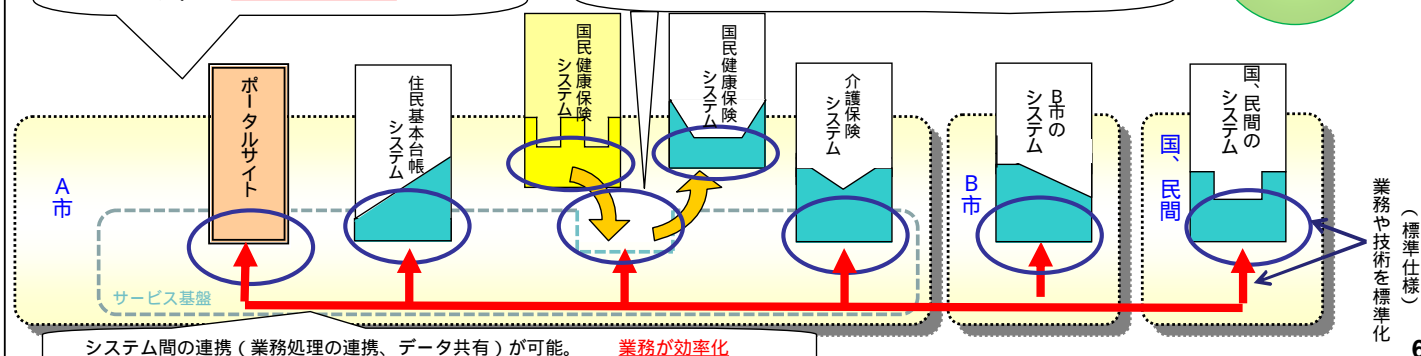 ポータルサイト
住民基本台帳
システム
国民健康保険
システム
国民健康保険
システム
介護保険
システム
B市の
システム
国、民間の
システム
A市
B市
国、民間
サービス基盤
業務や技術を標準化
（標準仕様）
システム間の連携（業務処理の連携、データ共有）が可能。 業務が効率化
6